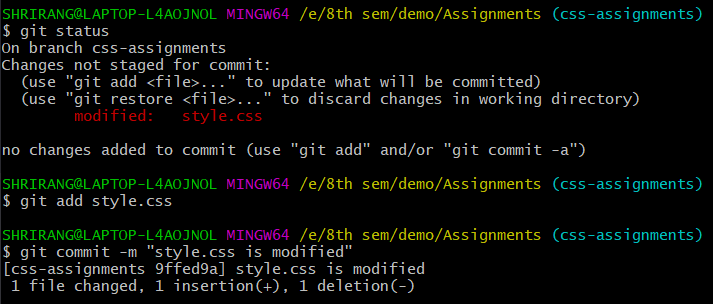 SHRIRANG@LAPTOP-L4AOJNOL MINGW64 /e/8th sem/demo/Assignments (css-assignments)
$ git status
On branch css-assignments
Changes not staged for commit:
  (use "git add <file>..." to update what will be committed)
  (use "git restore <file>..." to discard changes in working directory)
        modified:   style.css

no changes added to commit (use "git add" and/or "git commit -a")

SHRIRANG@LAPTOP-L4AOJNOL MINGW64 /e/8th sem/demo/Assignments (css-assignments)
$ git add style.css

SHRIRANG@LAPTOP-L4AOJNOL MINGW64 /e/8th sem/demo/Assignments (css-assignments)
$ git commit -m "style.css is modified"
[css-assignments 9ffed9a] style.css is modified
 1 file changed, 1 insertion(+), 1 deletion(-)